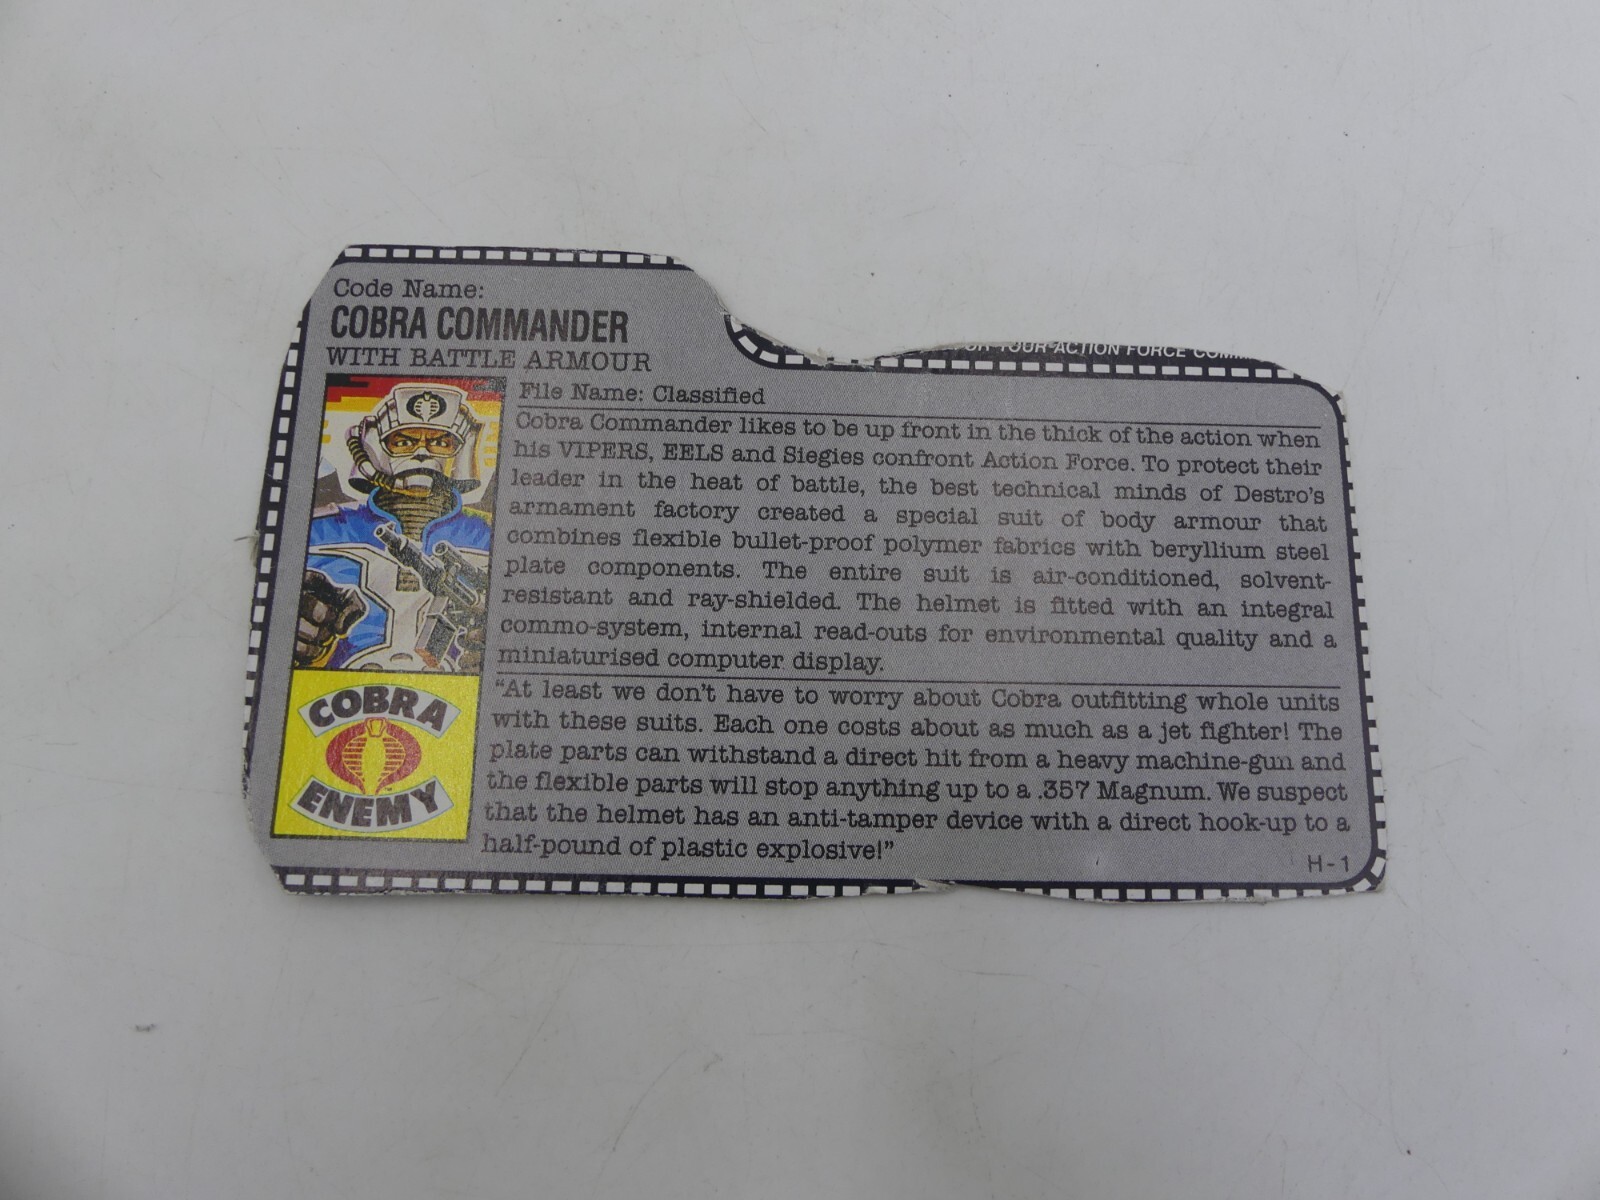 Code Name:
COBRA COMMANDER
WITH BATTLE ARMOUR
YOUR ACTION FORCE
File Name: Classified
Cobra Commander likes to be up front in the thick of the action when
his VIPERS, EELS and Siegies confront Action Force. To protect their
leader in the heat of battle, the best technical minds of Destro's
armament factory created a special suit of body armour that
combines flexible bullet-proof polymer fabrics with beryllium steel
plate components. The entire suit is air-conditioned, solvent-
resistant and ray-shielded. The helmet is fitted with an integral
commo-system, internal read-outs for environmental quality and a
miniaturised computer display.
"At least we don't have to worry about Cobra outfitting whole units
with these suits. Each one costs about as much as a jet fighter! The
plate parts can withstand a direct hit from a heavy machine-gun and
the flexible parts will stop anything up to a .357 Magnum. We suspect
that the helmet has an anti-tamper device with a direct hook-up to a
half-pound of plastic explosive!"
COBRA
ENEMY
H-1